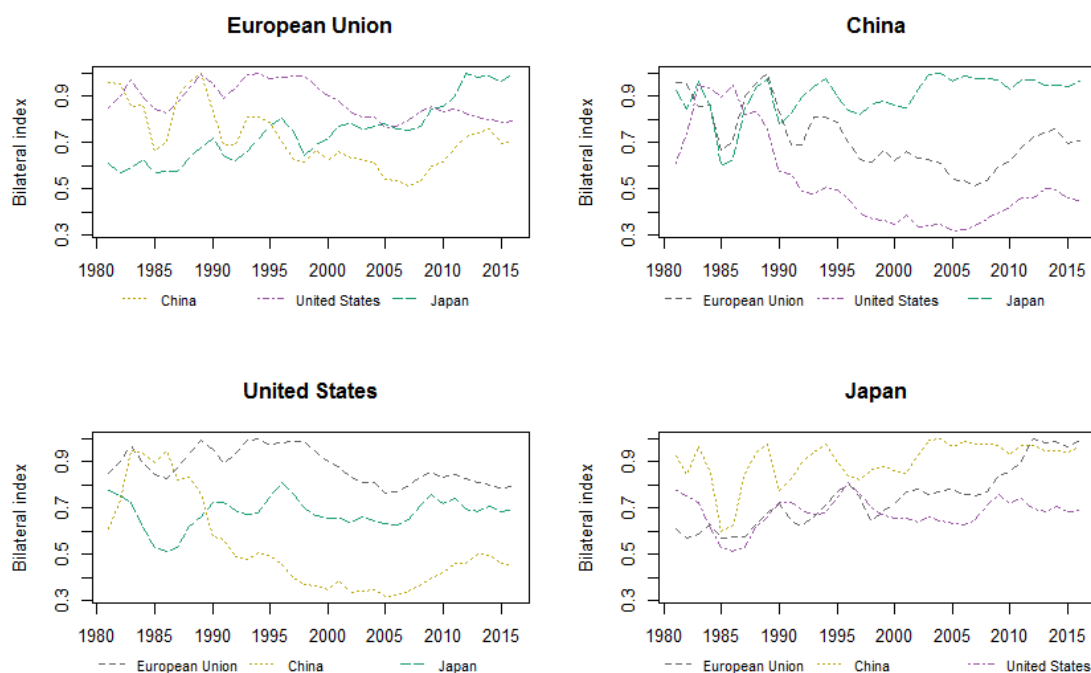 European Union
Bilateral index
0.9
0.7
0.5
0.3
1980 1985 1990 1995 2000 2005 2010 2015
China United States Japan
China
Bilateral index
0.9
0.7
0.5
0.3
1980 1985 1990 1995 2000 2005 2010 2015
European Union United States Japan
United States
Bilateral index
0.9
0.7
0.5
0.3
1980 1985 1990 1995 2000 2005 2010 2015
European Union China Japan
Japan
Bilateral index
0.9
0.7
0.5
0.3
1980 1985 1990 1995 2000 2005 2010 2015
European Union China United States